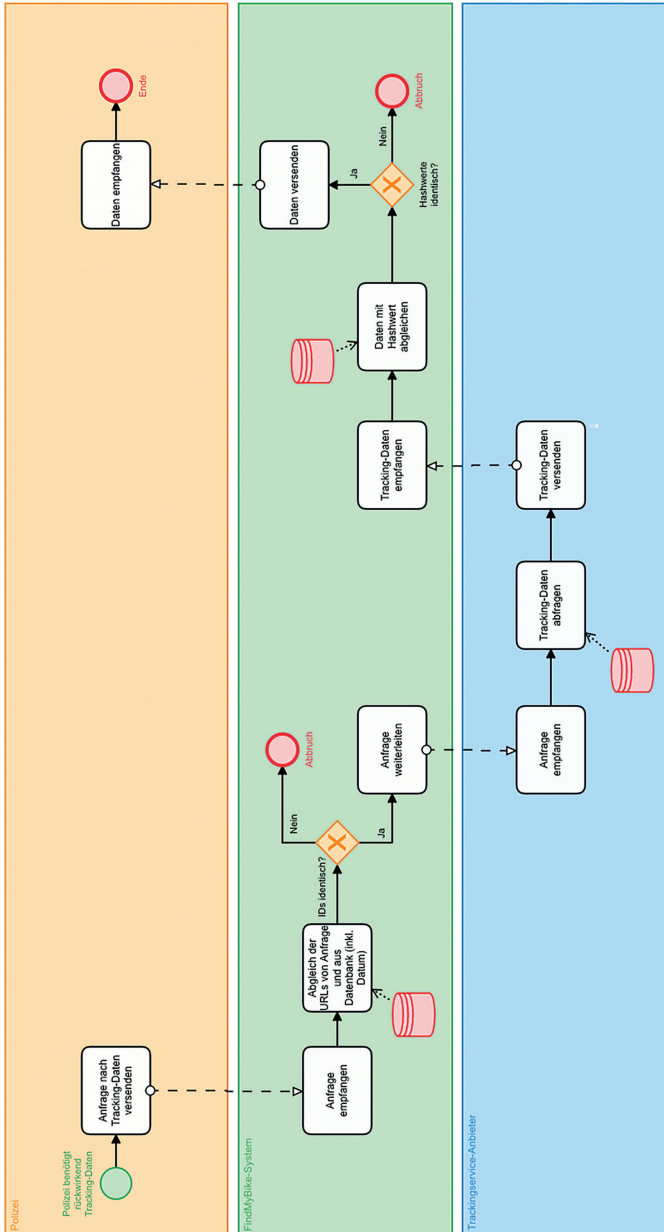 Polizei
Polizei benötigt
rückwirkend
Tracking-Daten
Anfrage nach
Tracking-Daten
versenden
Daten empfangen
Ende
FindMyBike-System
Anfrage
empfangen
Abgleich der
URLs von Anfrage
und aus
Datenbank (inkl.
Datum)
IDs identisch?
Nein
Abbruch
Ja
Anfrage
weiterleiten
Tracking-Daten
empfangen
Daten mit
Hashwert
abgleichen
Hashwerte
identisch?
Ja
Daten versenden
Nein
Abbruch
Trackingservice-Anbieter
Anfrage
empfangen
Tracking-Daten
abfragen
Tracking-Daten
versenden